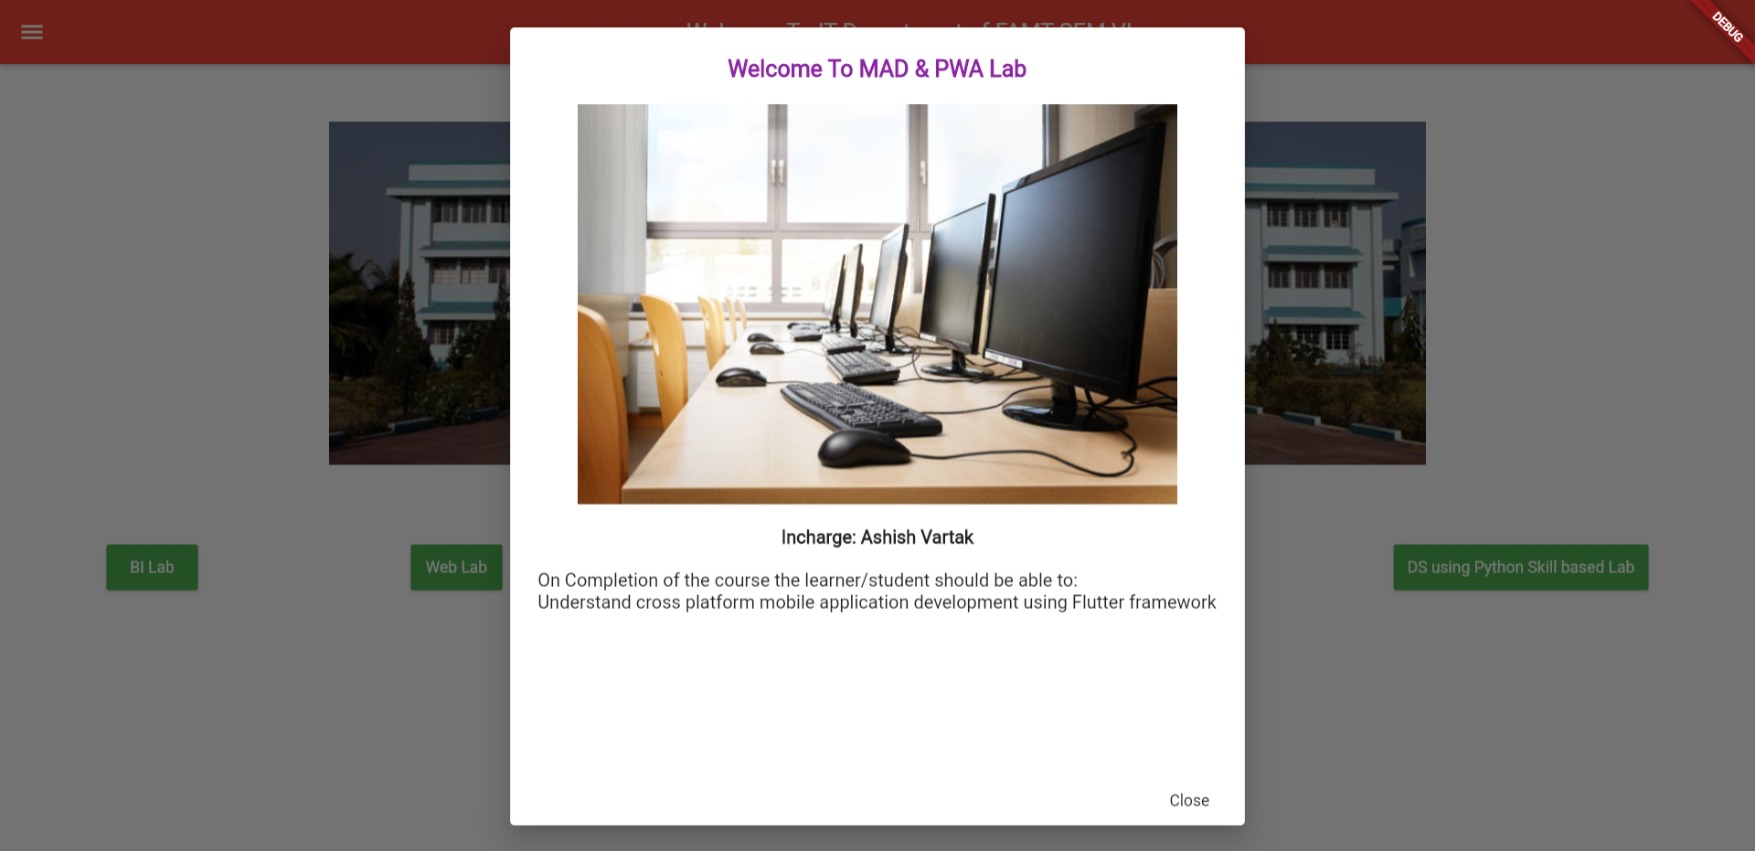 DEBUG
Welcome To MAD & PWA Lab
Incharge: Ashish Vartak
On Completion of the course the learner/student should be able to:
Understand cross platform mobile application development using Flutter framework
BI Lab
Web Lab
DS using Python Skill based Lab
Close